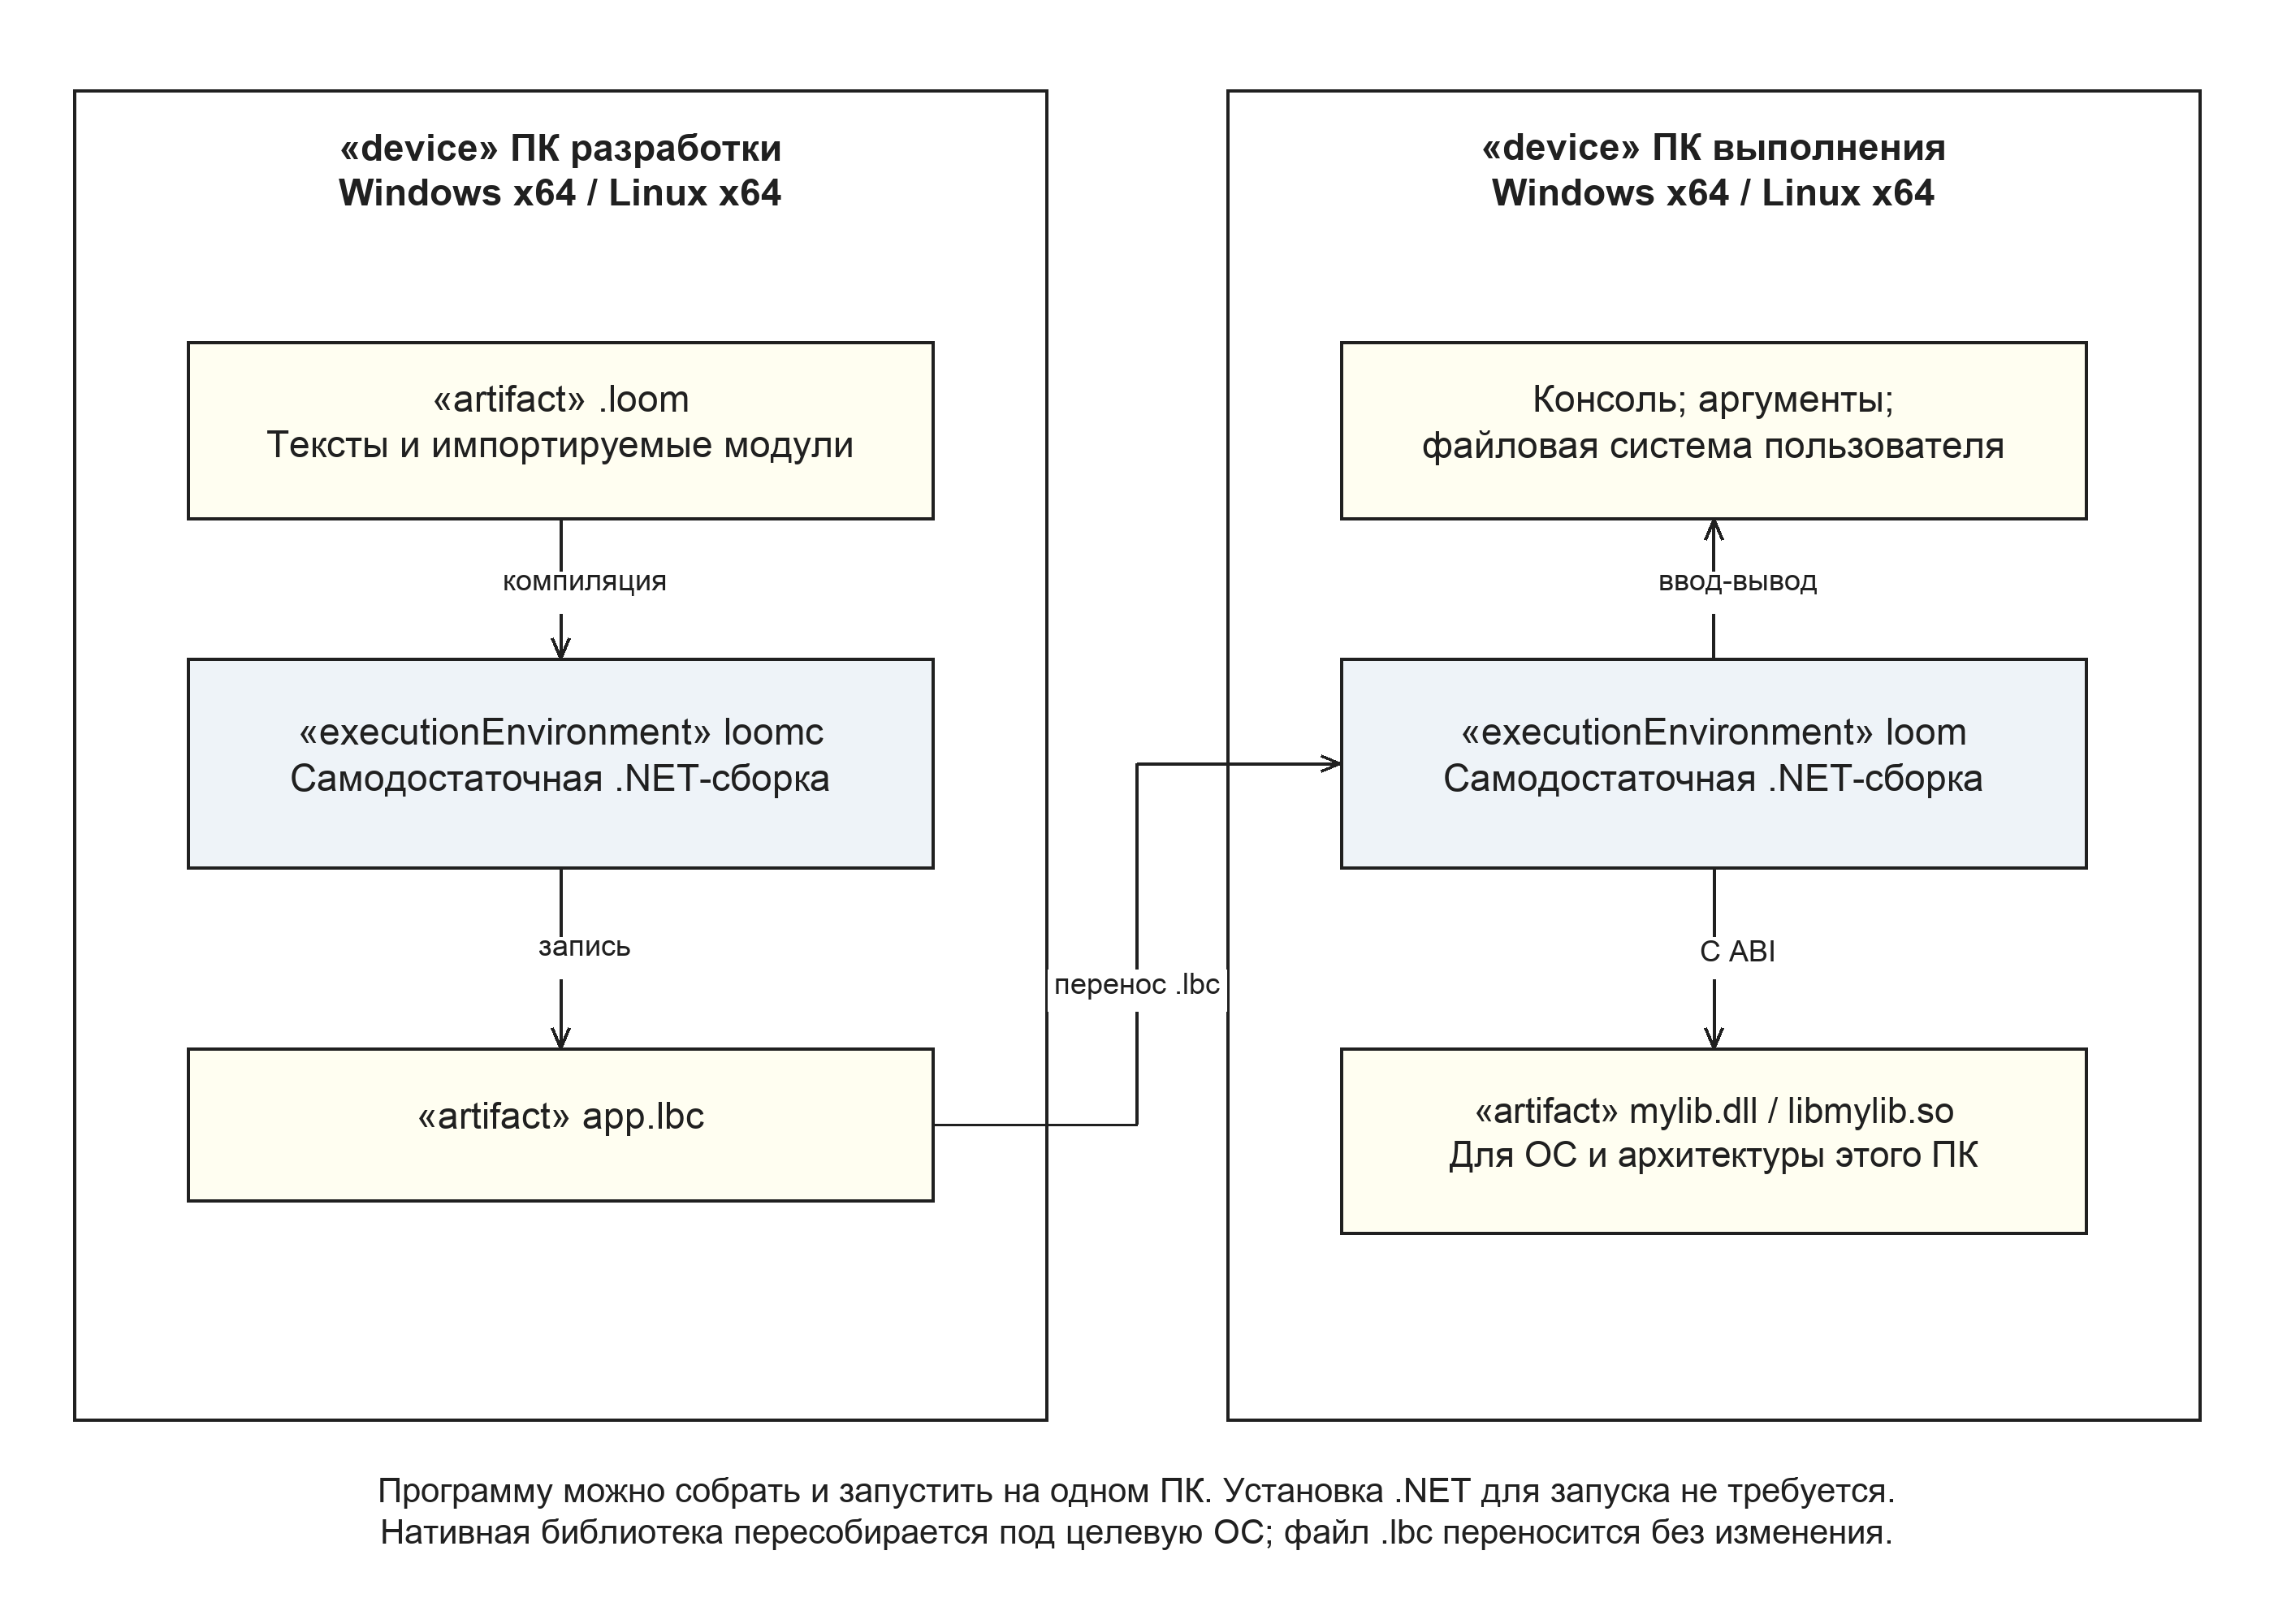 «device» ПК разработки
Windows x64 / Linux x64
«artifact» .loom
Тексты и импортируемые модули
компиляция
«executionEnvironment» loomc
Самодостаточная .NET-сборка
запись
«artifact» app.lbc
перенос .lbc
«device» ПК выполнения
Windows x64 / Linux x64
Консоль; аргументы;
файловая система пользователя
ввод-вывод
«executionEnvironment» loom
Самодостаточная .NET-сборка
C ABI
«artifact» mylib.dll / libmylib.so
Для ОС и архитектуры этого ПК
Программу можно собрать и запустить на одном ПК. Установка .NET для запуска не требуется.
Нативная библиотека пересобирается под целевую ОС; файл .lbc переносится без изменения.